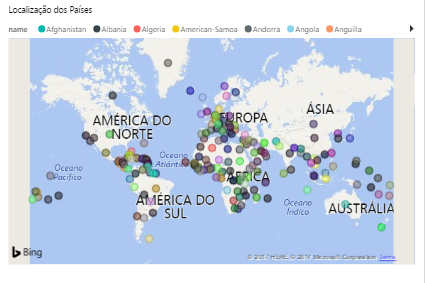 Localização dos Países
name Afghanistan Albania Algeria American-Samoa Andorra Angola Anguilla
AMÉRICA DO
NORTE
EUROPA
ÁSIA
Oceano
Pacífico
Oceano
Atlântico
ÁFRICA
AMÉRICA DO
SUL
Oceano
Índico
AUSTRÁLIA
Bing
© 2017 HERE, © 2017 Microsoft Corporation Terms